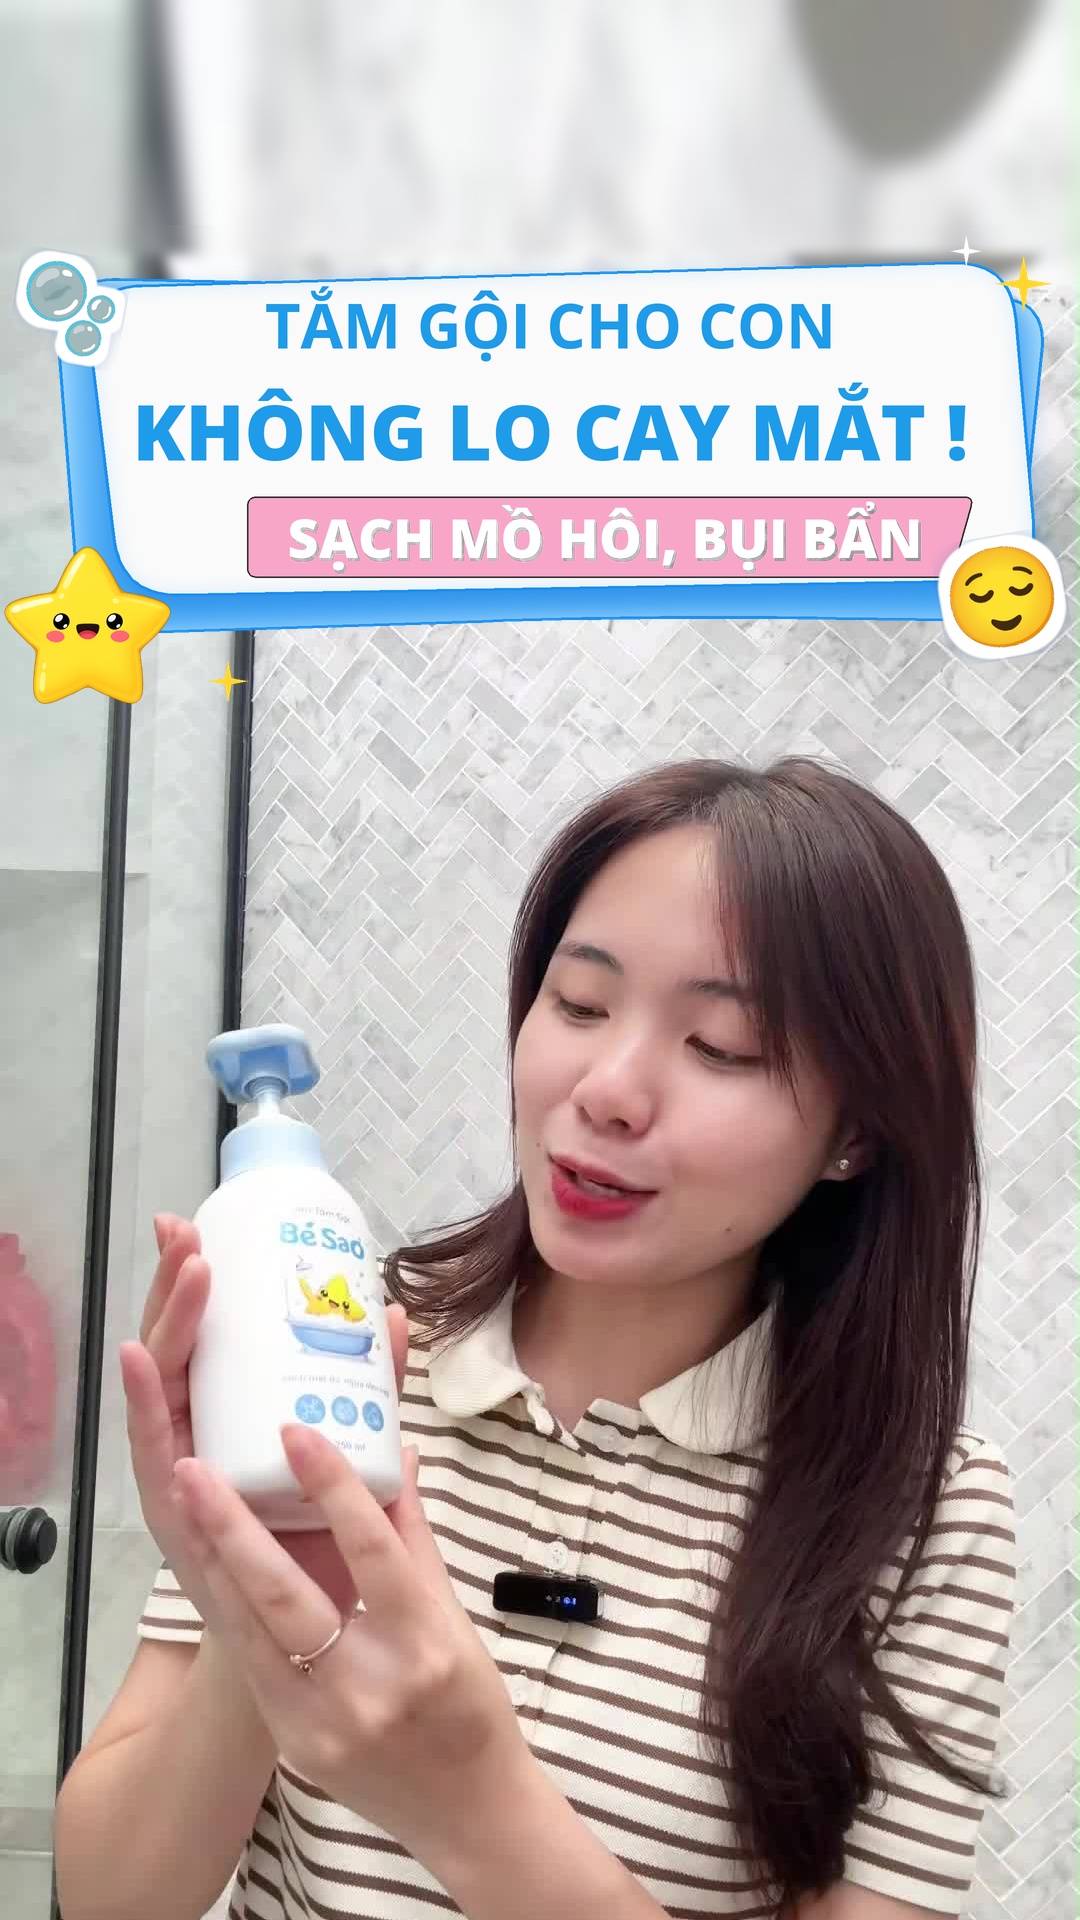 TẮM GỘI CHO CON
KHÔNG LO CAY MẮT !
SẠCH MỒ HÔI, BỤI BẨN
Bé Sao